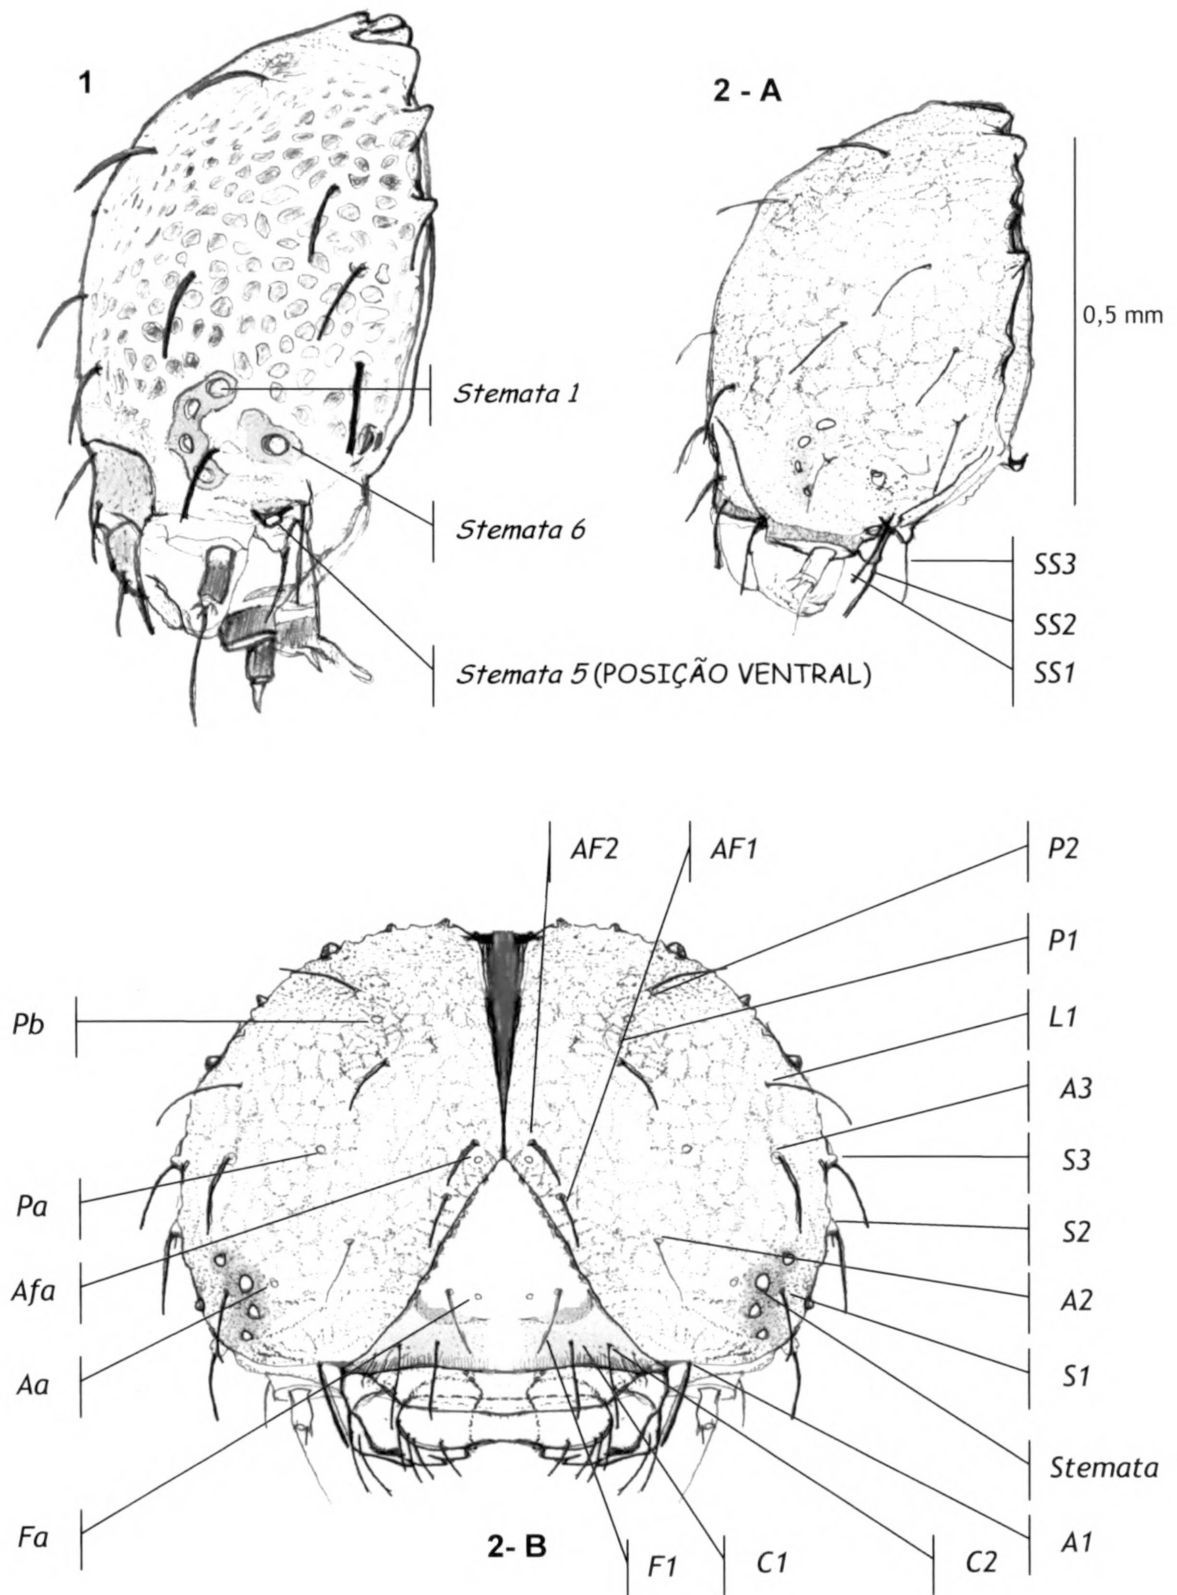 1
2 - A
0,5 mm
Stemata 1
Stemata 6
Stemata 5 (POSIÇÃO VENTRAL)
SS3
SS2
SS1
AF2
AF1
P2
P1
L1
A3
S3
S2
A2
S1
Stemata
A1
Pb
Pa
Afa
Aa
Fa
2- B
F1
C1
C2